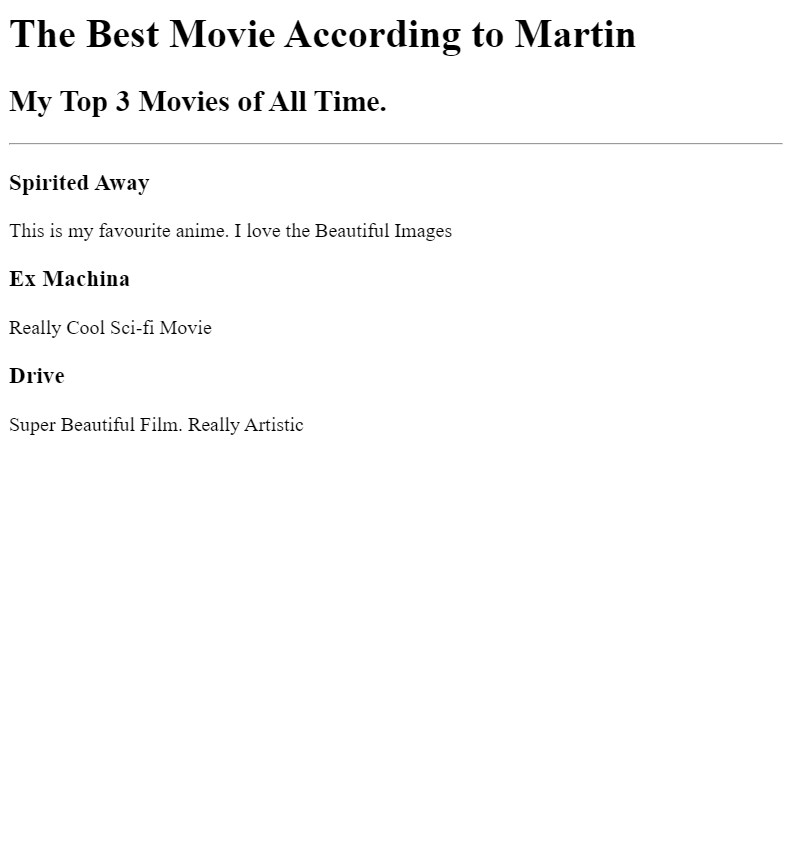 The Best Movie According to Martin
My Top 3 Movies of All Time.
Spirited Away
This is my favourite anime. I love the Beautiful Images
Ex Machina
Really Cool Sci-fi Movie
Drive
Super Beautiful Film. Really Artistic